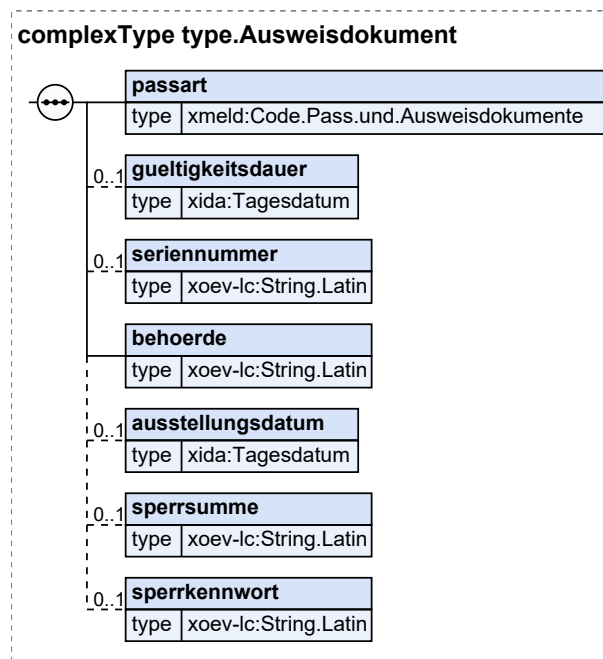 complexType type.Ausweisdokument
passart
type xmeld:Code.Pass.und.Ausweisdokumente
0..1 gueltigkeitsdauer
type xida:Tagesdatum
0..1 seriennummer
type xoev-lc:String.Latin
behoerde
type xoev-lc:String.Latin
0..1 ausstellungsdatum
type xida:Tagesdatum
0..1 sperrsumme
type xoev-lc:String.Latin
0..1 sperrkennwort
type xoev-lc:String.Latin